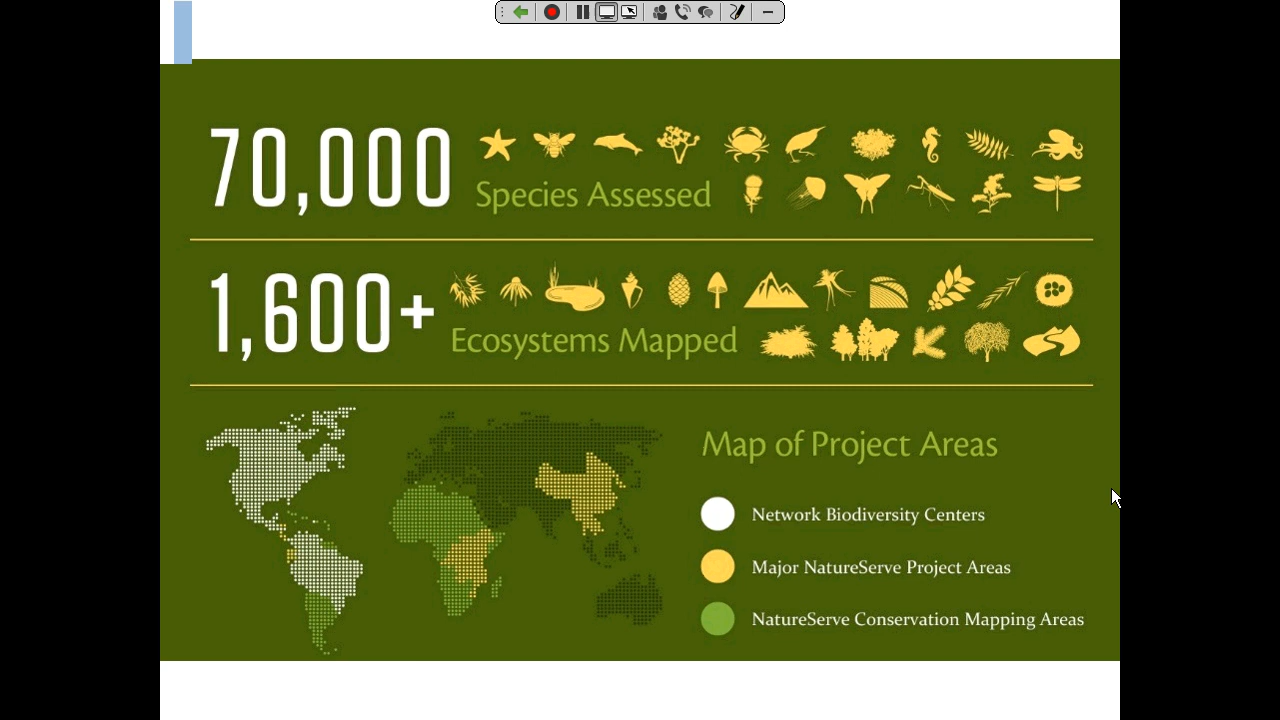 70,000
Species Assessed
1,600+
Ecosystems Mapped
Map of Project Areas
Network Biodiversity Centers
Major NatureServe Project Areas
NatureServe Conservation Mapping Areas